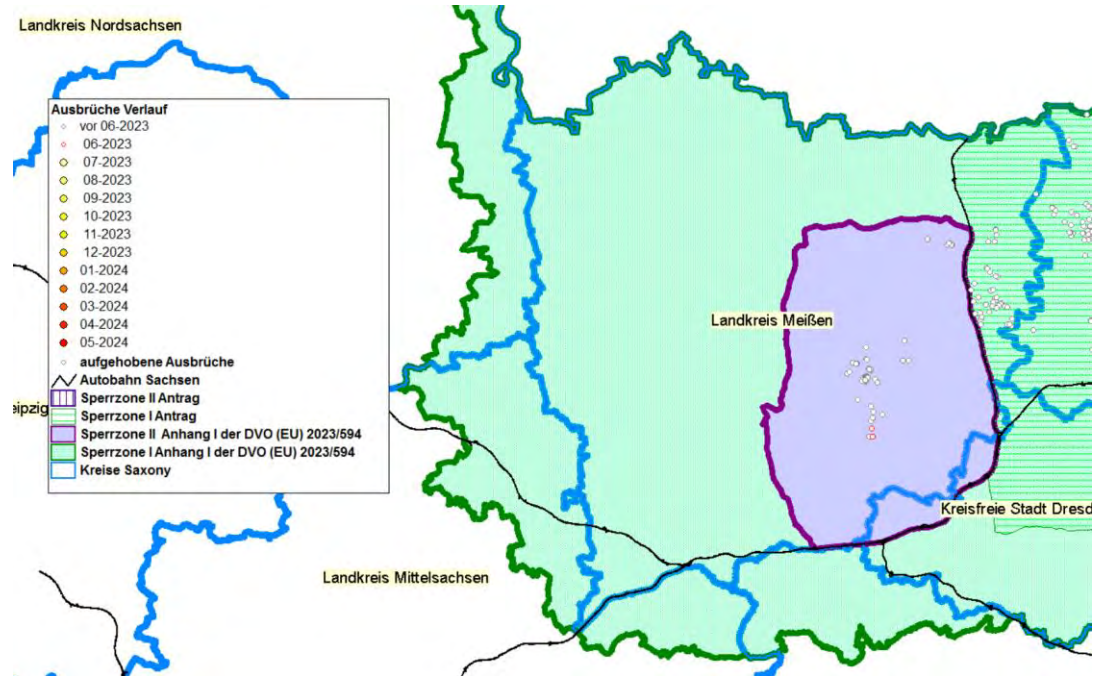 Landkreis Nordsachsen
Ausbrüche Verlauf
vor 06-2023
06-2023
07-2023
08-2023
09-2023
10-2023
11-2023
12-2023
01-2024
02-2024
03-2024
04-2024
05-2024
aufgehobene Ausbrüche
Autobahn Sachsen
Sperrzone II Antrag
Sperrzone I Antrag
Sperrzone II Anhang I der DVO (EU) 2023/594
Sperrzone I Anhang I der DVO (EU) 2023/594
Kreise Saxony
eipzig
Landkreis Meißen
Kreisfreie Stadt Dresd
Landkreis Mittelsachsen